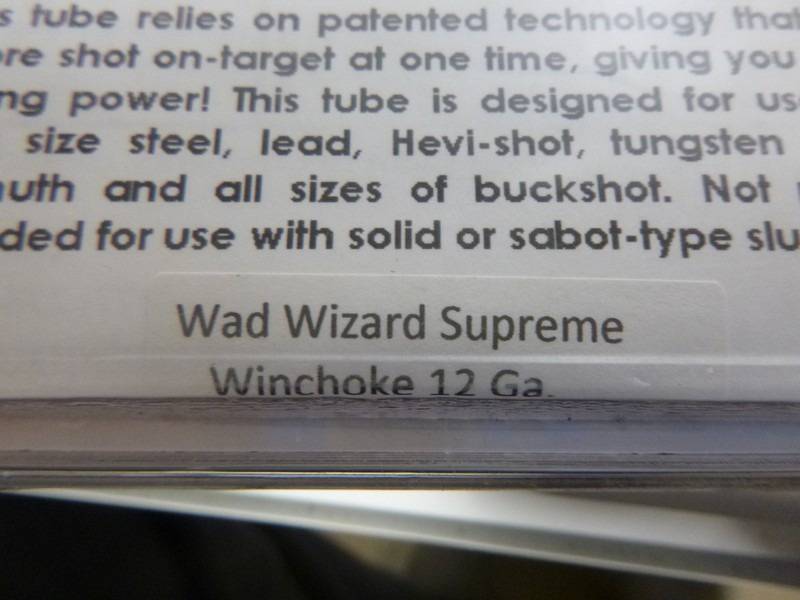 s tube relies on patented technology that
re shot on-target at one time, giving you
ng power! This tube is designed for us
size steel, lead, Hevi-shot, tungsten
uth and all sizes of buckshot. Not
ded for use with solid or sabot-type slu
Wad Wizard Supreme
Winchoke 12 Ga.